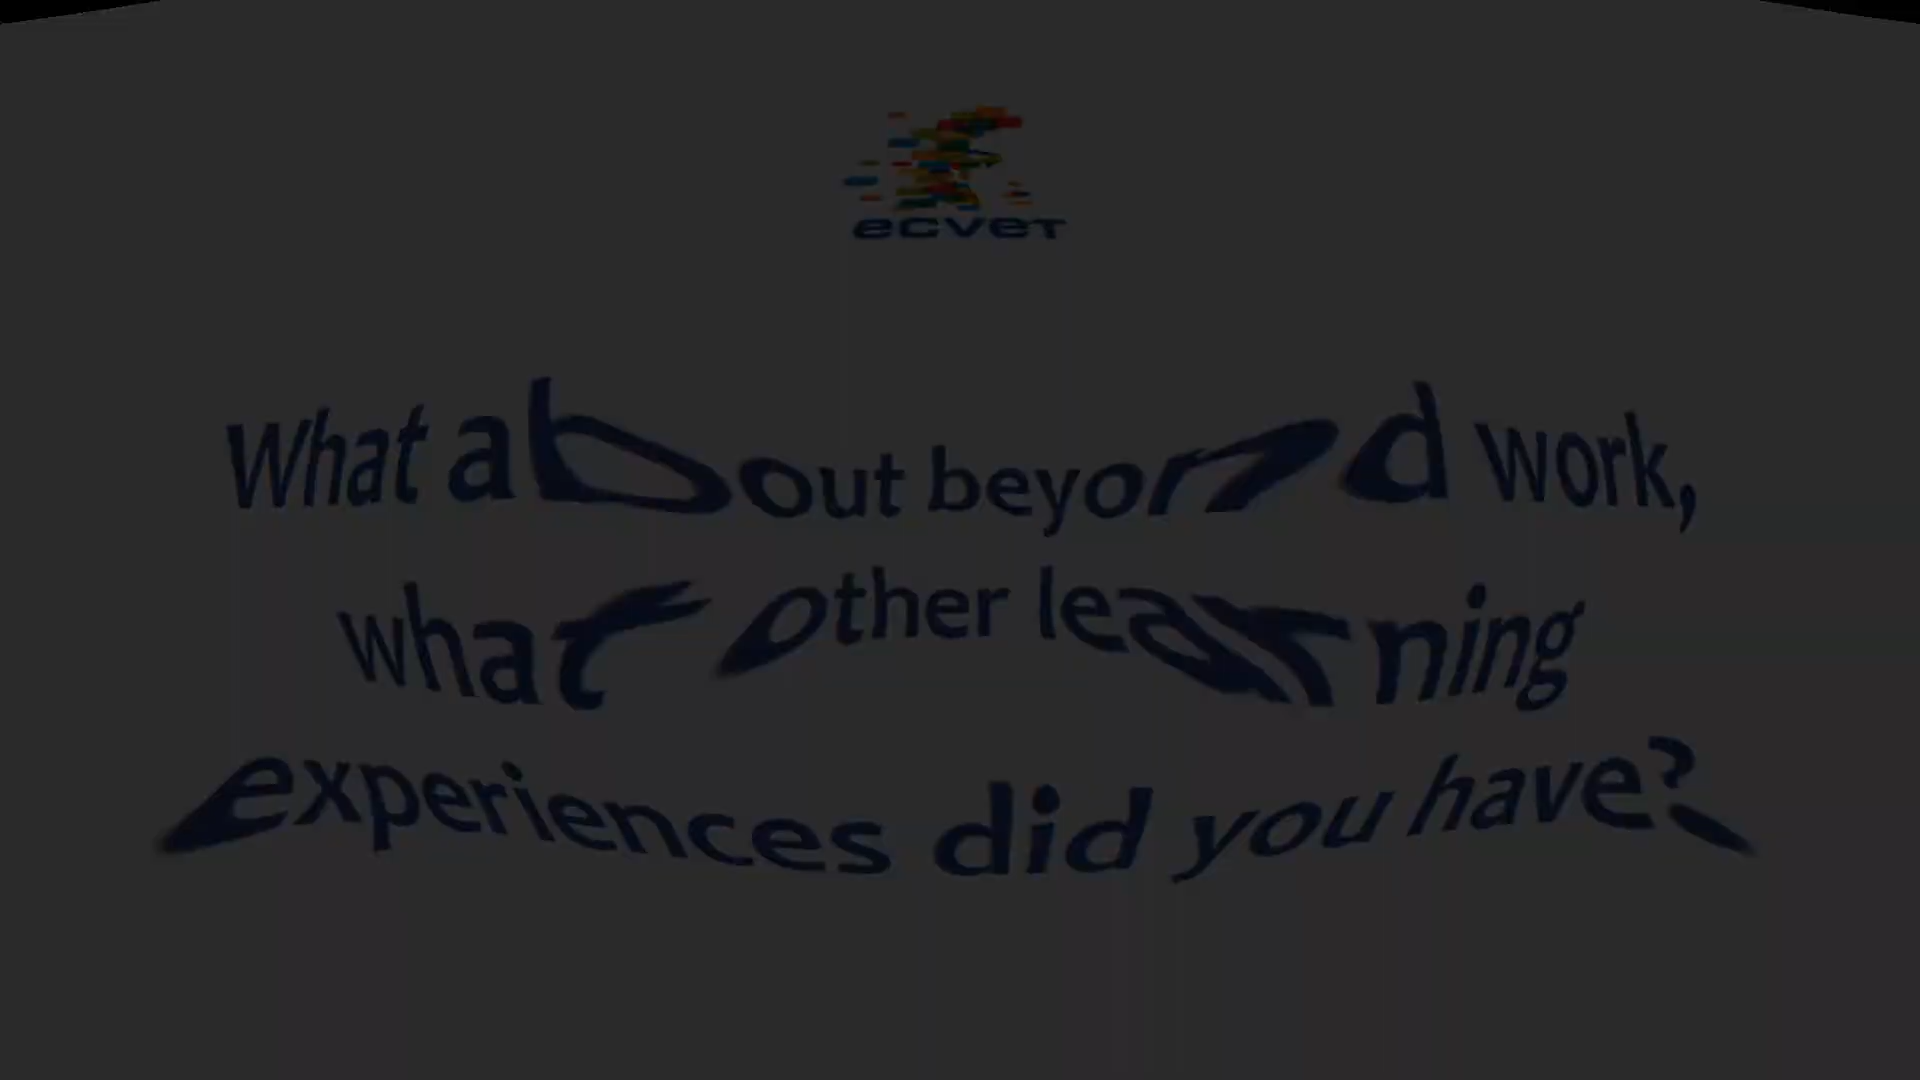 ecvet
What about beyond work,
what other learning
experiences did you have?